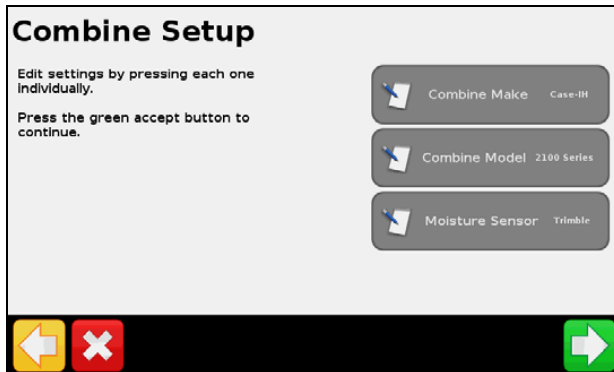 Combine Setup
Edit settings by pressing each one
individually.
Press the green accept button to
continue.
Combine Make Case-IH
Combine Model 2100 Series
Moisture Sensor Trimble